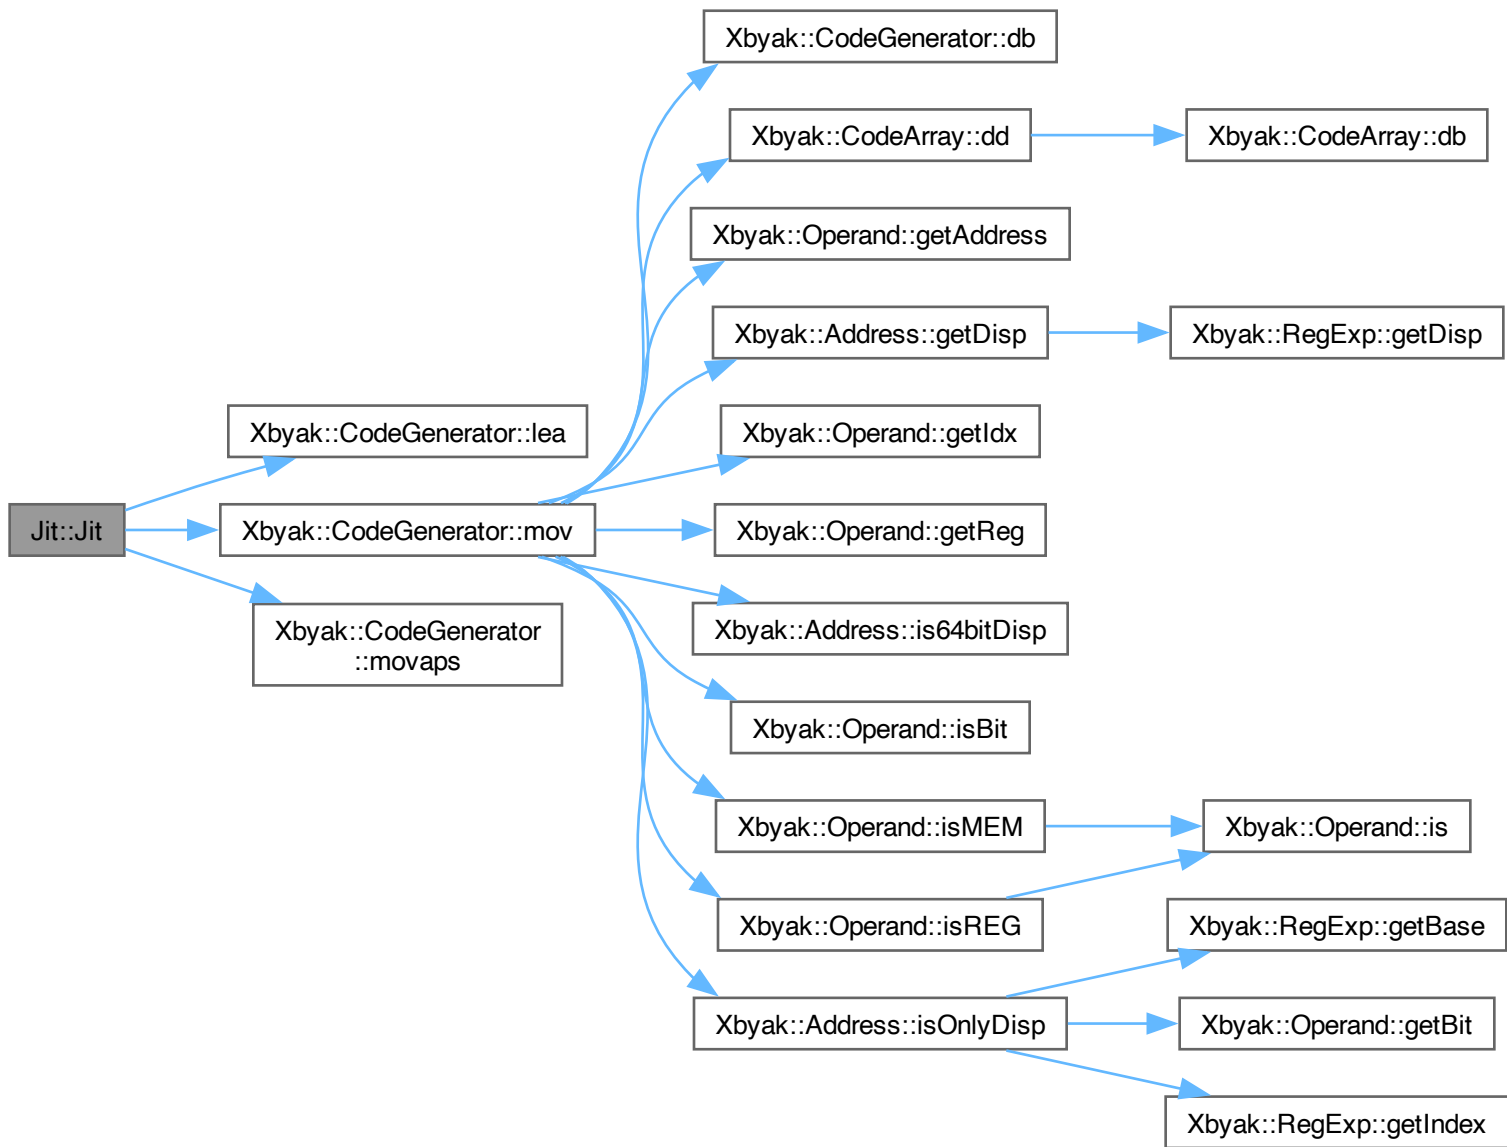 Xbyak::CodeGenerator::db
Xbyak::CodeArray::dd
Xbyak::CodeArray::db
Xbyak::Operand::getAddress
Xbyak::Address::getDisp
Xbyak::RegExp::getDisp
Xbyak::CodeGenerator::lea
Xbyak::Operand::getIdx
Jit::Jit
Xbyak::CodeGenerator::mov
Xbyak::Operand::getReg
Xbyak::CodeGenerator
::movaps
Xbyak::Address::is64bitDisp
Xbyak::Operand::isBit
Xbyak::Operand::isMEM
Xbyak::Operand::is
Xbyak::Operand::isREG
Xbyak::RegExp::getBase
Xbyak::Address::isOnlyDisp
Xbyak::Operand::getBit
Xbyak::RegExp::getIndex